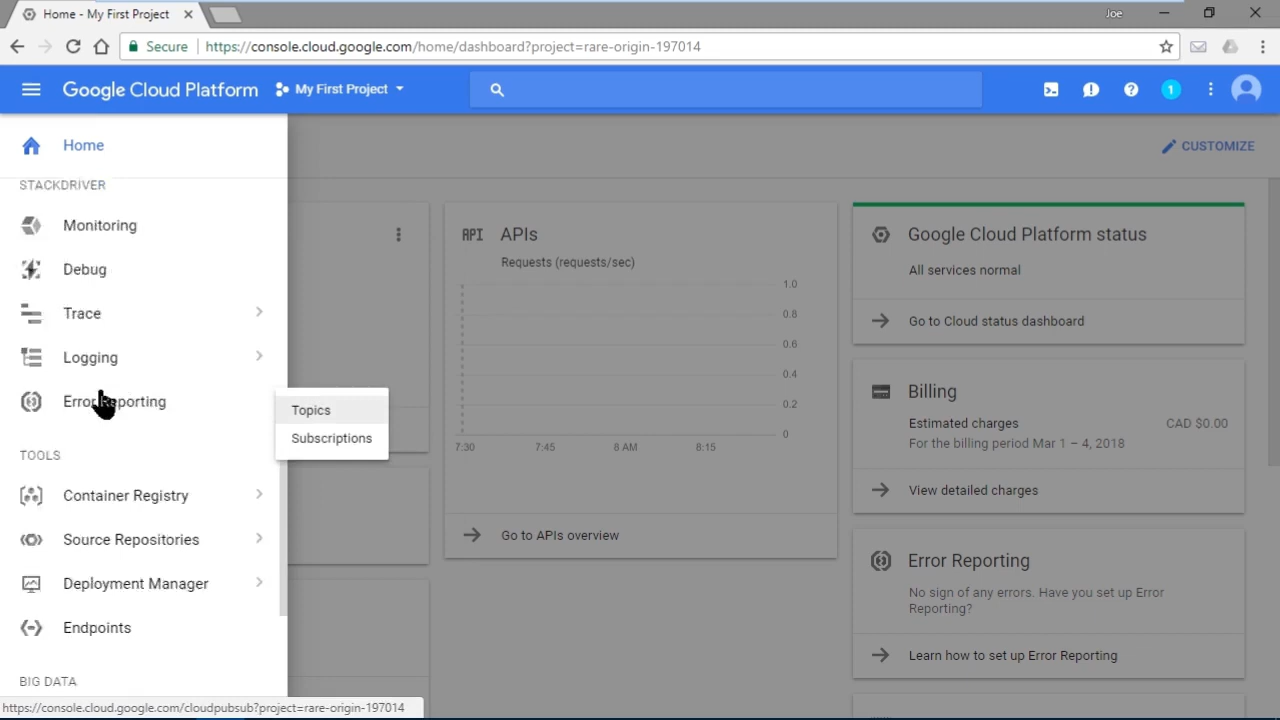 Home - My First Project
Joe
Secure
https://console.cloud.google.com/home/dashboard?project=rare-origin-197014
Google Cloud Platform
My First Project
1
Home
CUSTOMIZE
STACKDRIVER
Monitoring
Debug
Trace
Logging
Error Reporting
Topics
Subscriptions
TOOLS
Container Registry
Source Repositories
Deployment Manager
Endpoints
BIG DATA
https://console.cloud.google.com/cloudpubsub?project=rare-origin-197014
API APIs
Requests (requests/sec)
1.0
0.8
0.6
0.4
0.2
0
7:30 7:45 8 AM 8:15
Go to APIs overview
Google Cloud Platform status
All services normal
Go to Cloud status dashboard
Billing
Estimated charges CAD $0.00
For the billing period Mar 1 – 4, 2018
View detailed charges
Error Reporting
No sign of any errors. Have you set up Error
Reporting?
Learn how to set up Error Reporting